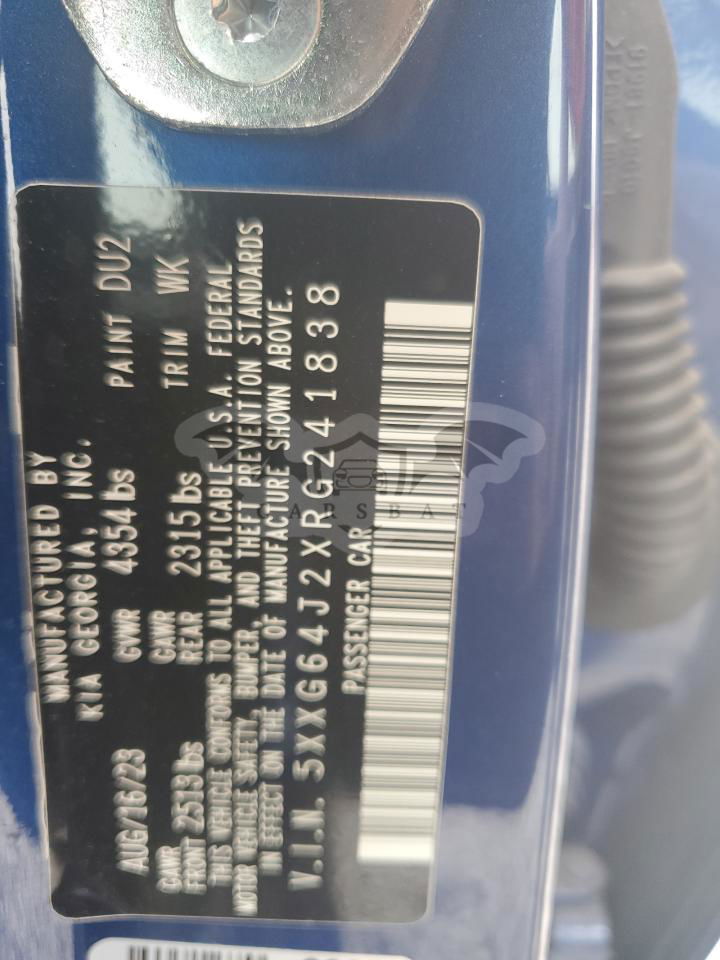 MANUFACTURED BY
KIA GEORGIA, INC.
AUG/16/23 GVWR 4354 lbs PAINT DU2
GAWR FRONT 2513 lbs GAWR REAR 2315 lbs TRIM WK
THIS VEHICLE CONFORMS TO ALL APPLICABLE U.S.A. FEDERAL
MOTOR VEHICLE SAFETY, BUMPER, AND THEFT PREVENTION STANDARDS
IN EFFECT ON THE DATE OF MANUFACTURE SHOWN ABOVE.
V.I.N. 5XXG64J2XRG241838
PASSENGER CAR
CARSBAT